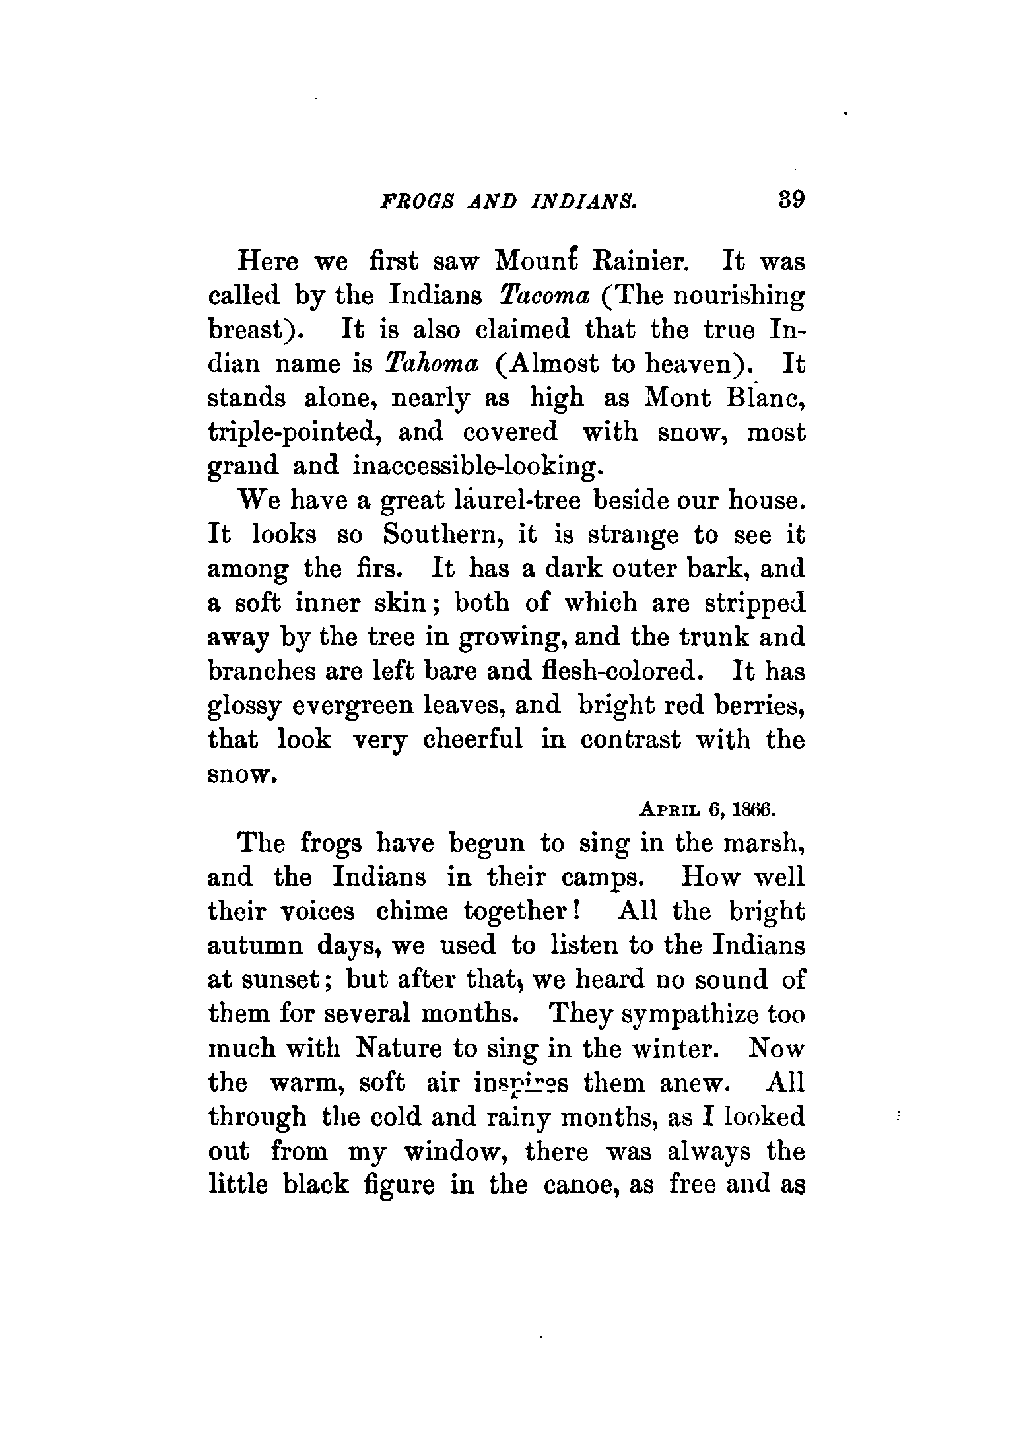 FROGS AND INDIANS. 39
Here we first saw Mount Rainier. It was
called by the Indians Tacoma (The nourishing
breast). It is also claimed that the true In-
dian name is Tahoma (Almost to heaven). It
stands alone, nearly as high as Mont Blanc,
triple-pointed, and covered with snow, most
grand and inaccessible-looking.
We have a great laurel-tree beside our house.
It looks so Southern, it is strange to see it
among the firs. It has a dark outer bark, and
a soft inner skin; both of which are stripped
away by the tree in growing, and the trunk and
branches are left bare and flesh-colored. It has
glossy evergreen leaves, and bright red berries,
that look very cheerful in contrast with the
snow.
APRIL 6, 1866.
The frogs have begun to sing in the marsh,
and the Indians in their camps. How well
their voices chime together! All the bright
autumn days, we used to listen to the Indians
at sunset; but after that, we heard no sound of
them for several months. They sympathize too
much with Nature to sing in the winter. Now
the warm, soft air inspires them anew. All
through the cold and rainy months, as I looked
out from my window, there was always the
little black figure in the canoe, as free and as